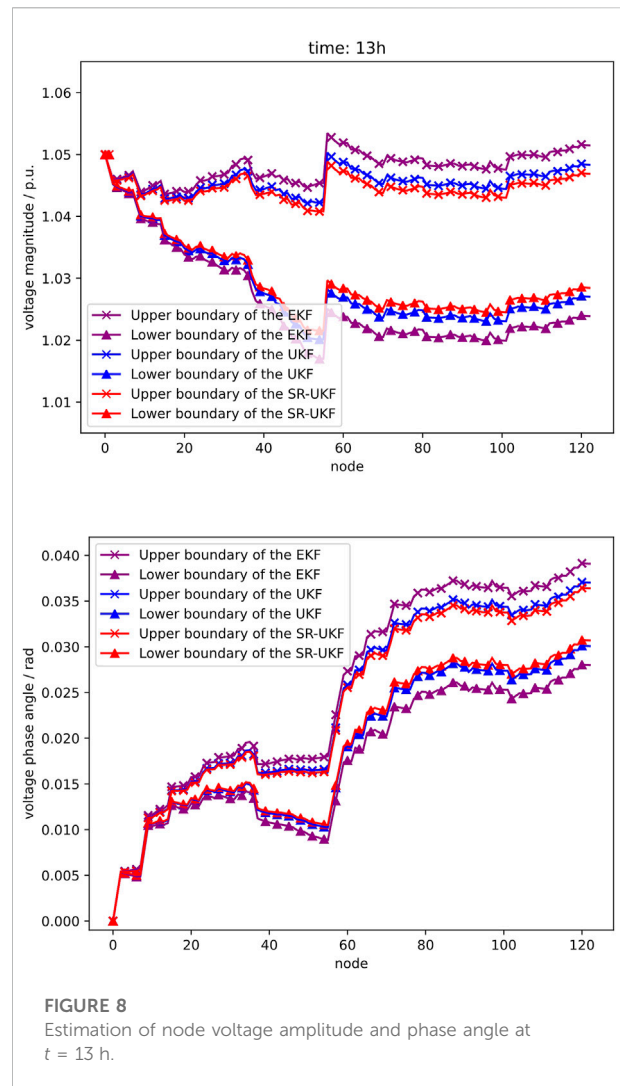 time: 13h
1.06
1.05
1.04
1.03
1.02
1.01
voltage magnitude / p.u.
Upper boundary of the EKF
Lower boundary of the EKF
Upper boundary of the UKF
Lower boundary of the UKF
Upper boundary of the SR-UKF
Lower boundary of the SR-UKF
0 20 40 60 80 100 120
node
0.040
0.035
0.030
0.025
0.020
0.015
0.010
0.005
0.000
voltage phase angle / rad
Upper boundary of the EKF
Lower boundary of the EKF
Upper boundary of the UKF
Lower boundary of the UKF
Upper boundary of the SR-UKF
Lower boundary of the SR-UKF
0 20 40 60 80 100 120
node
FIGURE 8
Estimation of node voltage amplitude and phase angle at
t = 13 h.